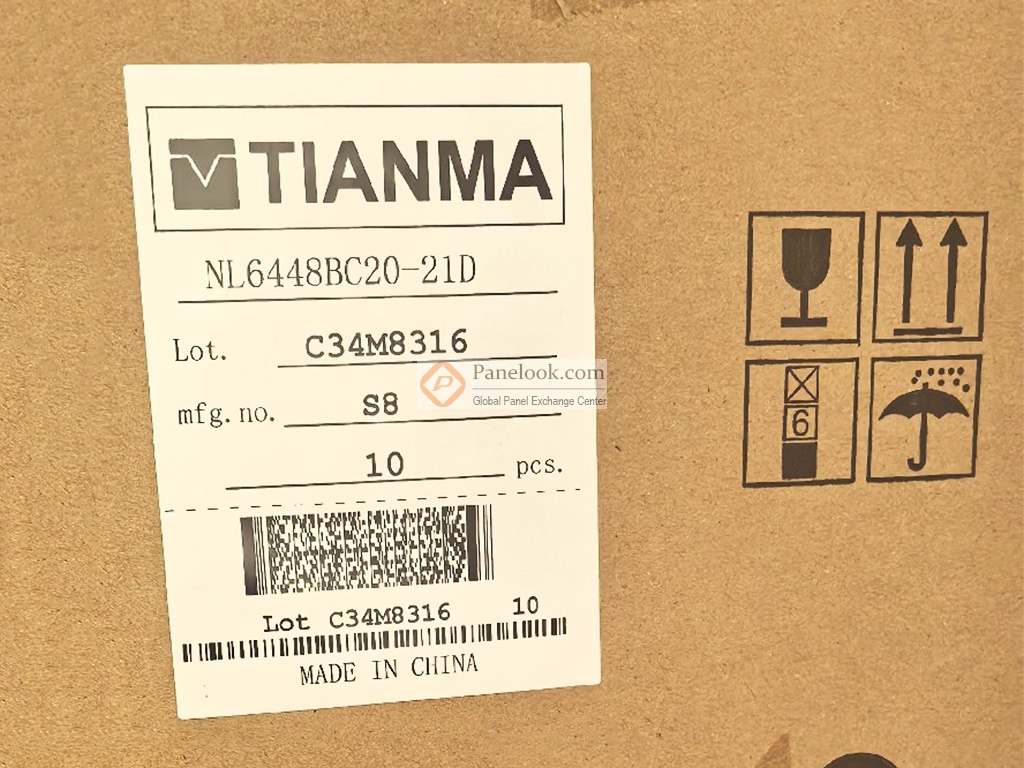 TIANMA
NL6448BC20-21D
Lot. C34M8316
mfg. no. S8
10 pcs.
Lot C34M8316 10
MADE IN CHINA
6
Panelook.com
Global Panel Exchange Center